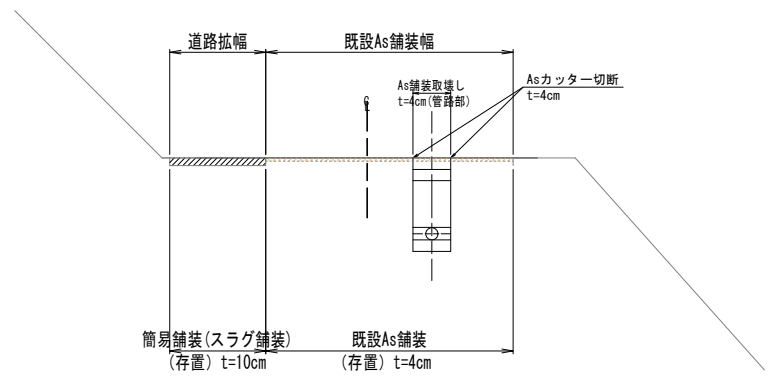 道路拡幅
既設As舗装幅
As舗装取壊し
t=4cm(管路部)
Asカッター切断
t=4cm
℄
簡易舗装(スラグ舗装)
(存置) t=10cm
既設As舗装
(存置) t=4cm